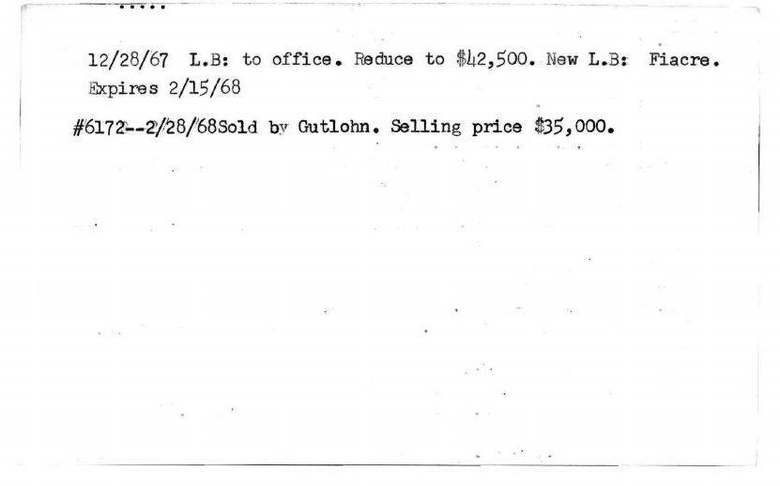 12/28/67 L.B: to office. Reduce to $42,500. New L.B: Fiacre.
Expires 2/15/68
#6172--2/28/68Sold by Gutlohn. Selling price $35,000.